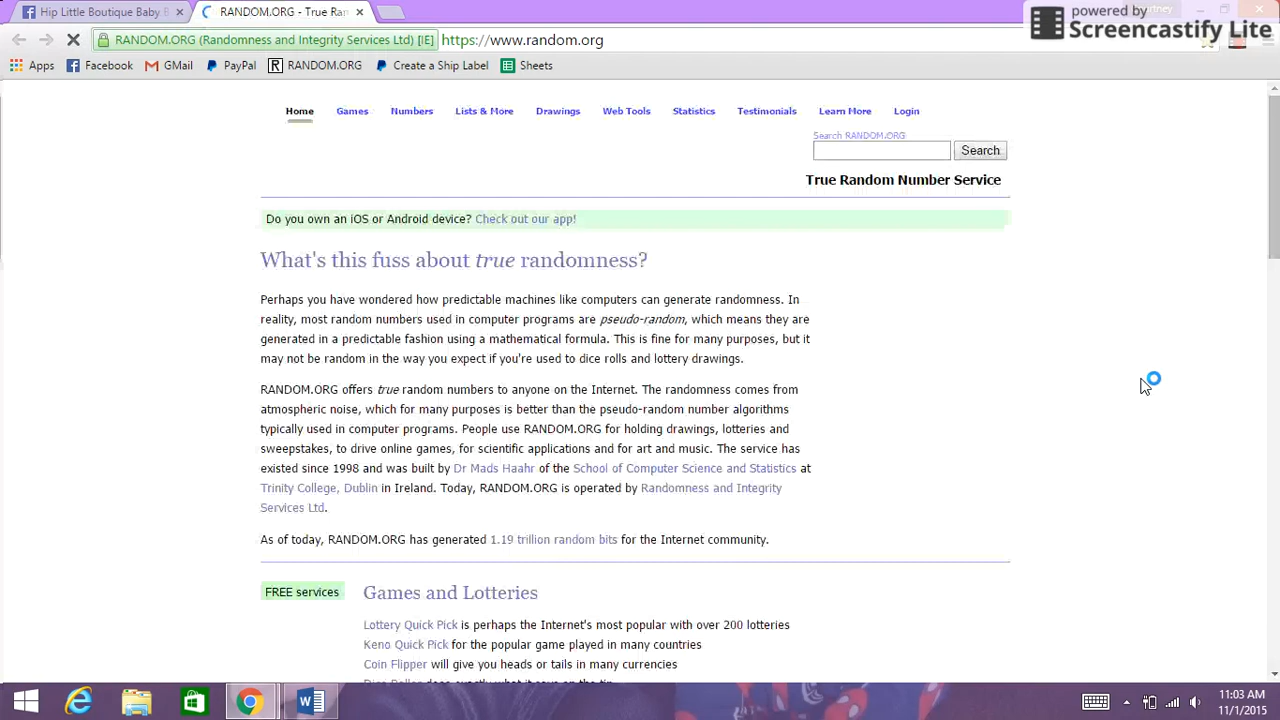 Hip Little Boutique Baby B
RANDOM.ORG - True Ran
powered by
Screencastify Lite
RANDOM.ORG (Randomness and Integrity Services Ltd) [IE] https://www.random.org
Apps Facebook GMail PayPal RANDOM.ORG Create a Ship Label Sheets
Home Games Numbers Lists & More Drawings Web Tools Statistics Testimonials Learn More Login
Search RANDOM.ORG
Search
True Random Number Service
Do you own an iOS or Android device? Check out our app!
What's this fuss about true randomness?
Perhaps you have wondered how predictable machines like computers can generate randomness. In
reality, most random numbers used in computer programs are pseudo-random, which means they are
generated in a predictable fashion using a mathematical formula. This is fine for many purposes, but it
may not be random in the way you expect if you're used to dice rolls and lottery drawings.
RANDOM.ORG offers true random numbers to anyone on the Internet. The randomness comes from
atmospheric noise, which for many purposes is better than the pseudo-random number algorithms
typically used in computer programs. People use RANDOM.ORG for holding drawings, lotteries and
sweepstakes, to drive online games, for scientific applications and for art and music. The service has
existed since 1998 and was built by Dr Mads Haahr of the School of Computer Science and Statistics at
Trinity College, Dublin in Ireland. Today, RANDOM.ORG is operated by Randomness and Integrity
Services Ltd.
As of today, RANDOM.ORG has generated 1.19 trillion random bits for the Internet community.
FREE services
Games and Lotteries
Lottery Quick Pick is perhaps the Internet's most popular with over 200 lotteries
Keno Quick Pick for the popular game played in many countries
Coin Flipper will give you heads or tails in many currencies
11:03 AM
11/1/2015